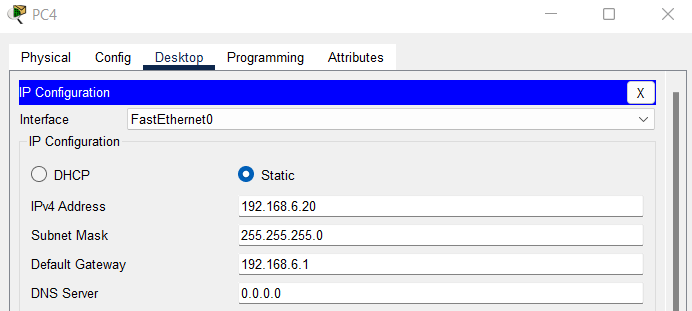 PC4
Physical Config Desktop Programming Attributes
IP Configuration X
Interface FastEthernet0
IP Configuration
DHCP Static
IPv4 Address 192.168.6.20
Subnet Mask 255.255.255.0
Default Gateway 192.168.6.1
DNS Server 0.0.0.0